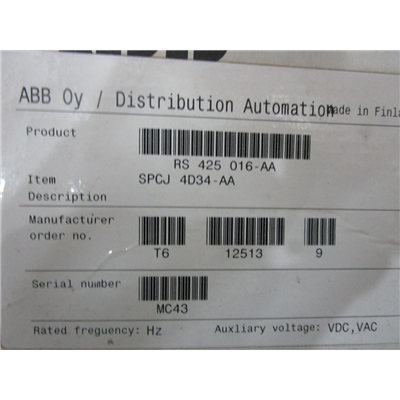 ABB Oy / Distribution Automation Made in Finla
Product
RS 425 016-AA
Item SPCJ 4D34-AA
Description
Manufacturer
order no.
T6 12513 9
Serial number
MC43
Rated freguency: Hz Auxliary voltage: VDC,VAC